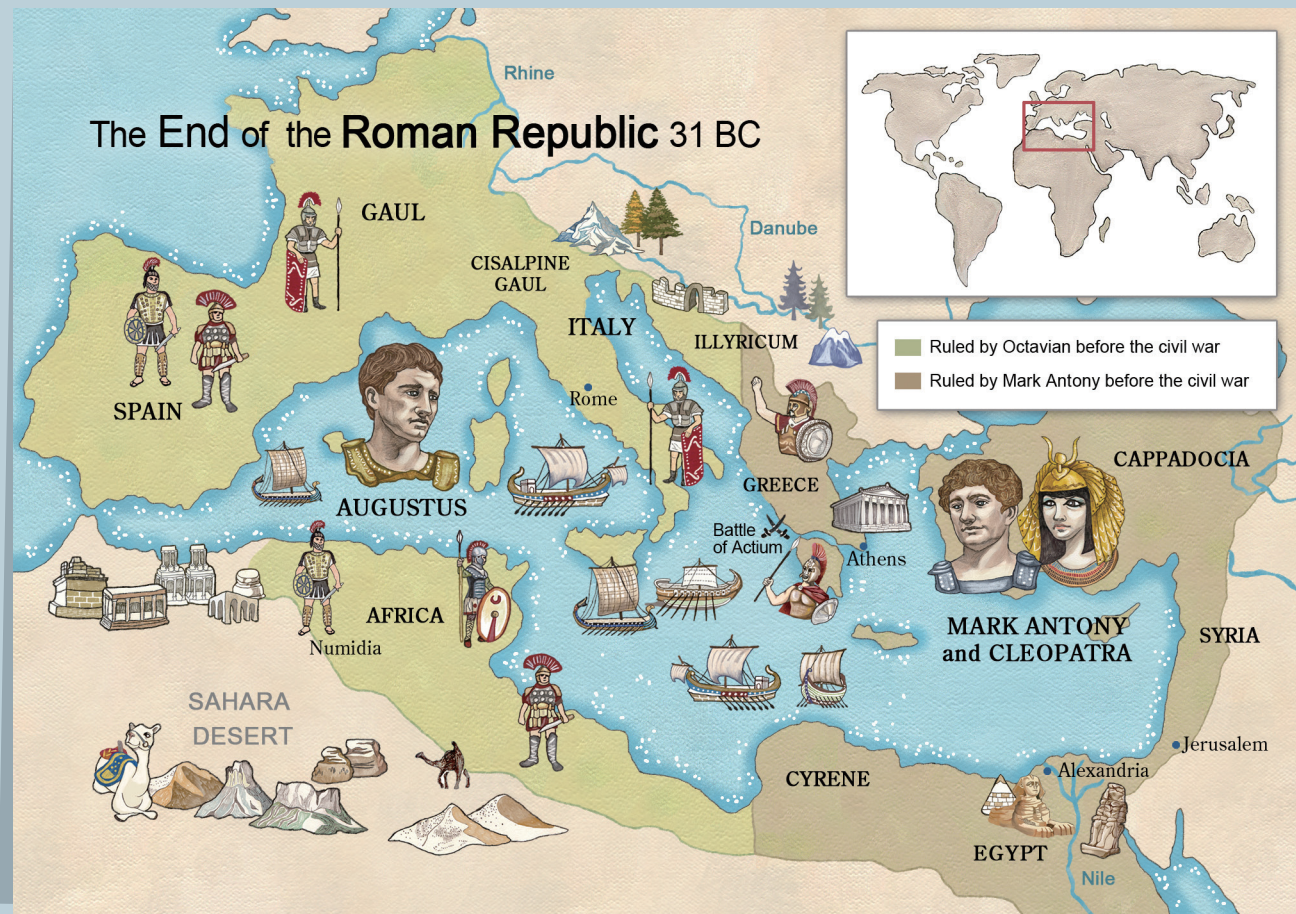 The End of the Roman Republic 31 BC
Rhine
GAUL
Danube
CISALPINE
GAUL
ITALY
ILLYRICUM
Ruled by Octavian before the civil war
Ruled by Mark Antony before the civil war
Rome
SPAIN
CAPPADOCIA
GREECE
AUGUSTUS
Battle
of Actium
Athens
AFRICA
Numidia
MARK ANTONY
and CLEOPATRA
SYRIA
SAHARA
DESERT
Jerusalem
Alexandria
CYRENE
EGYPT
Nile